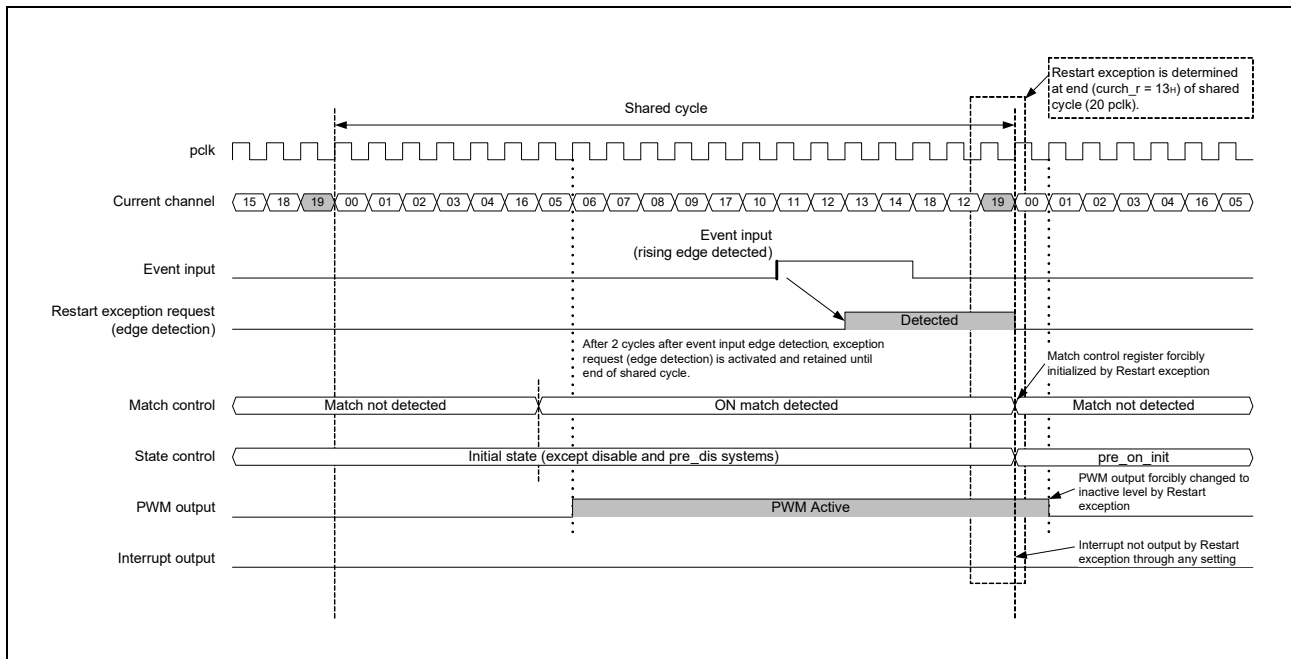 Restart exception is determined
at end (curch_r = 13H) of shared
cycle (20 pclk).
Shared cycle
pclk
Current channel
15 18 19 00 01 02 03 04 16 05 06 07 08 09 17 10 11 12 13 14 18 12 19 00 01 02 03 04 16 05
Event input
(rising edge detected)
Event input
Restart exception request
(edge detection)
Detected
After 2 cycles after event input edge detection, exception
request (edge detection) is activated and retained until
end of shared cycle.
Match control register forcibly
initialized by Restart exception
Match control
Match not detected
ON match detected
Match not detected
State control
Initial state (except disable and pre_dis systems)
pre_on_init
PWM output forcibly changed to
inactive level by Restart
exception
PWM output
PWM Active
Interrupt output
Interrupt not output by Restart
exception through any setting